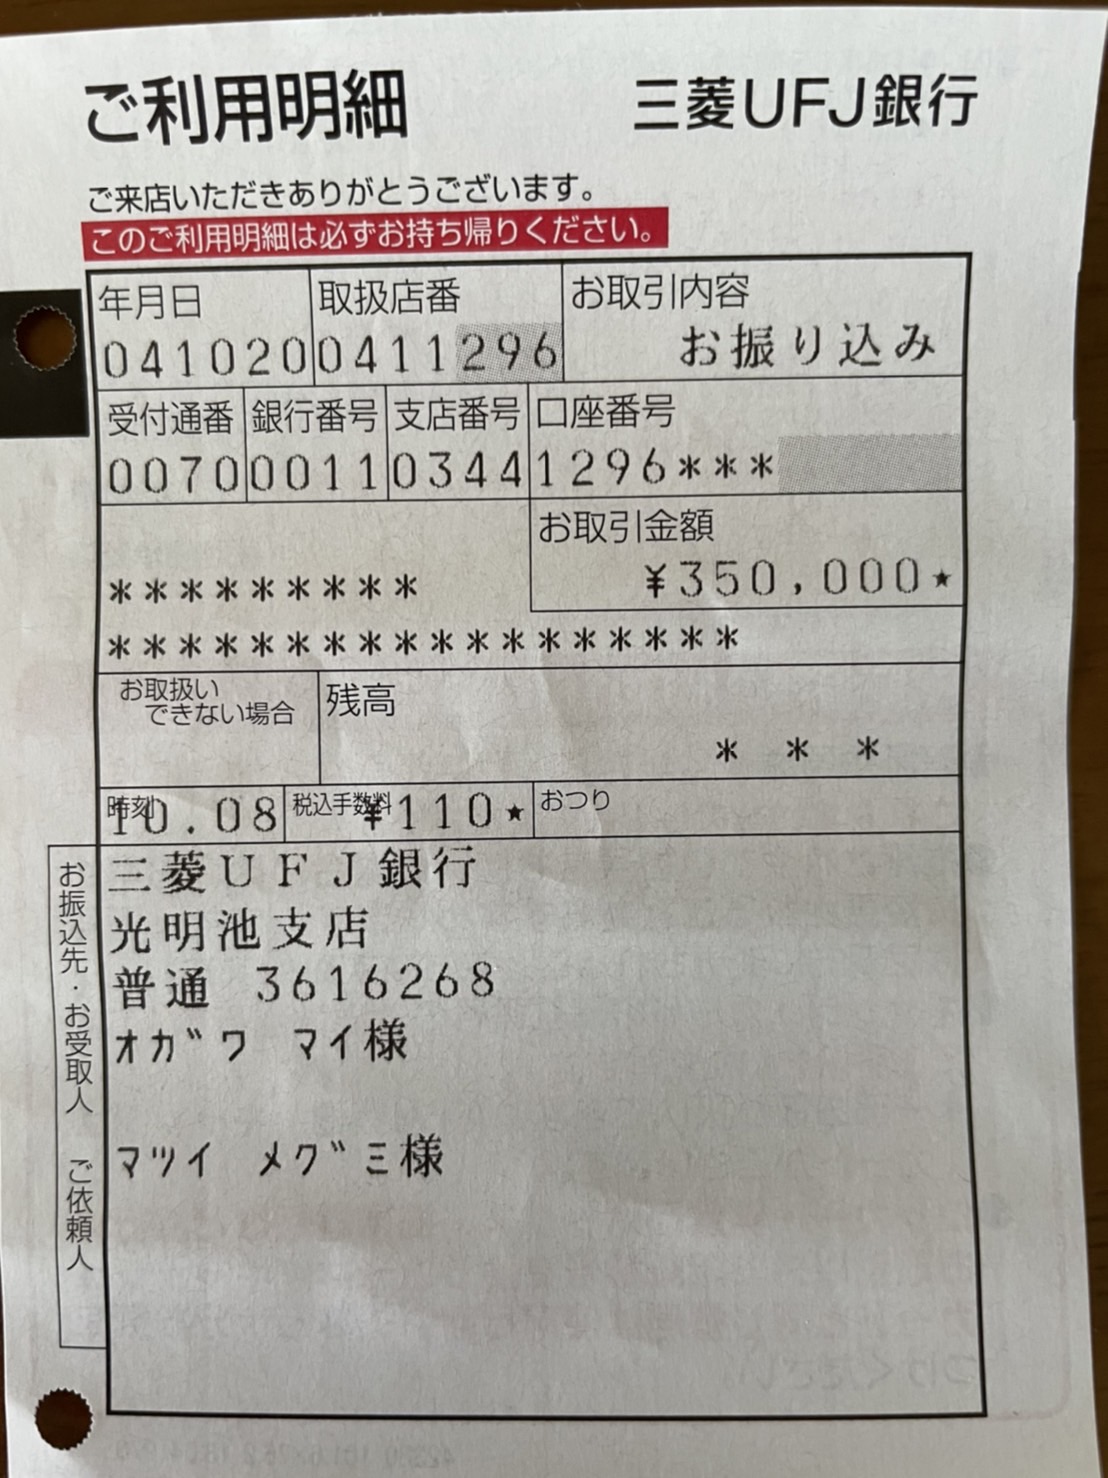 ご利用明細 三菱UFJ銀行
ご来店いただきありがとうございます。
このご利用明細は必ずお持ち帰りください。
年月日 取扱店番 お取引内容
041020 0411296 お振り込み
受付通番 銀行番号 支店番号 口座番号
0070 0011 0344 1296***
お取引金額
¥350,000★
*********
******************
お取扱い
できない場合
残高
* * *
時刻 税込手数料 おつり
10.08 ¥110★
お振込先・お受取人 ご依頼人
三菱UFJ銀行
光明池支店
普通 3616268
オガワ マイ様
マツイ メグミ様